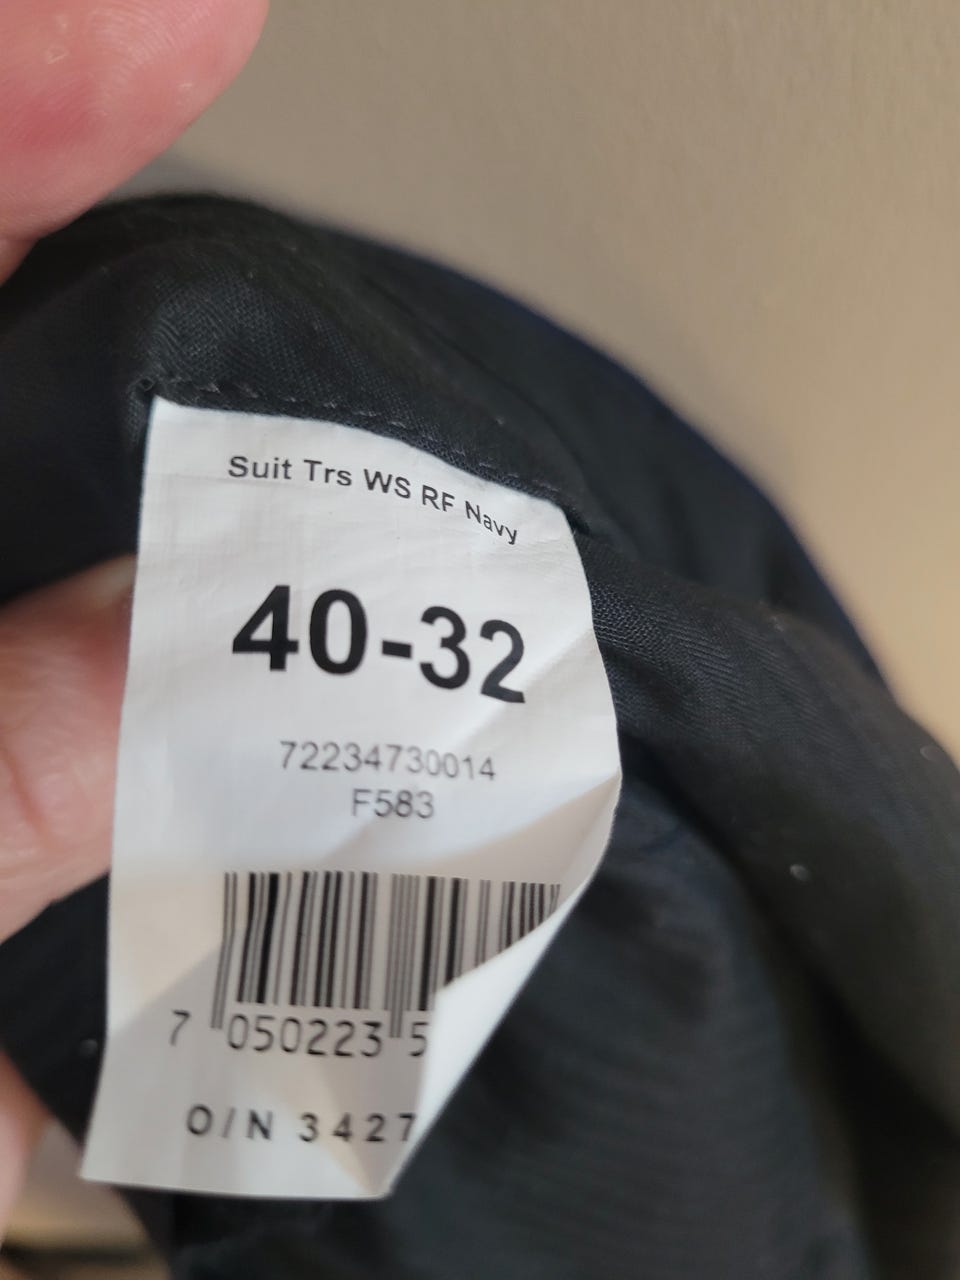 Suit Trs WS RF Navy
40-32
72234730014
F583
7 050223 5
O/N 3427